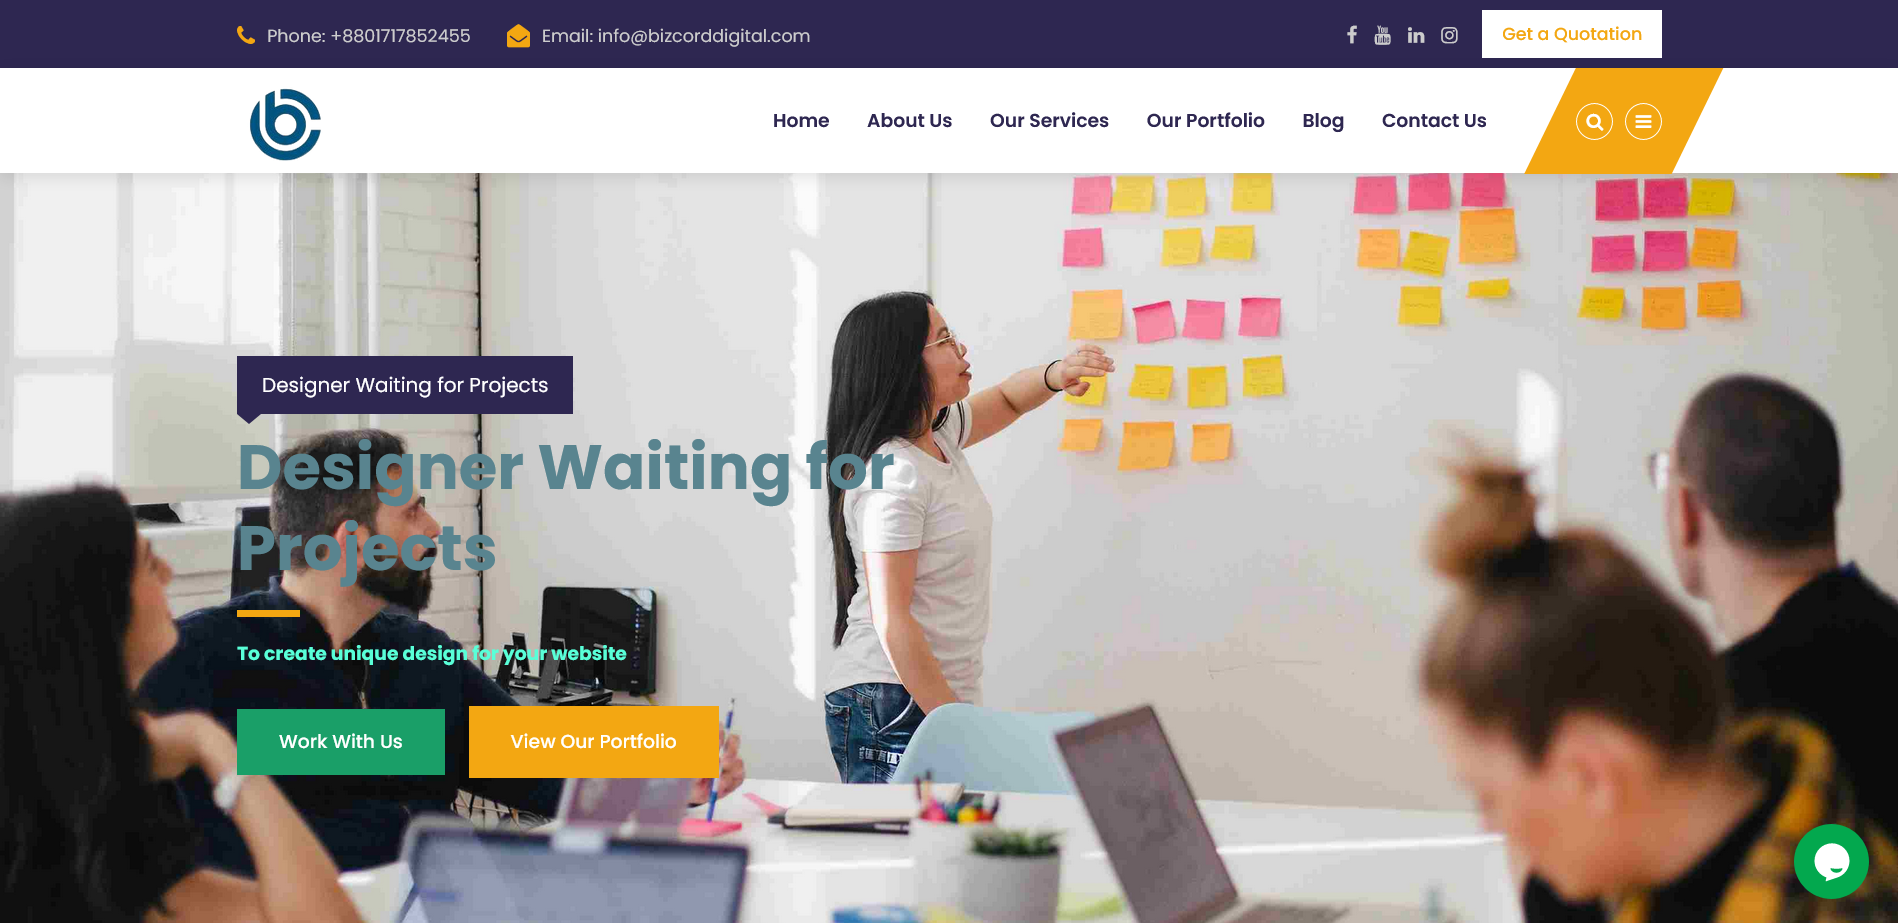 Phone: +8801717852455
Email: info@bizcorddigital.com
Get a Quotation
Home
About Us
Our Services
Our Portfolio
Blog
Contact Us
Designer Waiting for Projects
Designer Waiting for
Projects
To create unique design for your website
Work With Us
View Our Portfolio